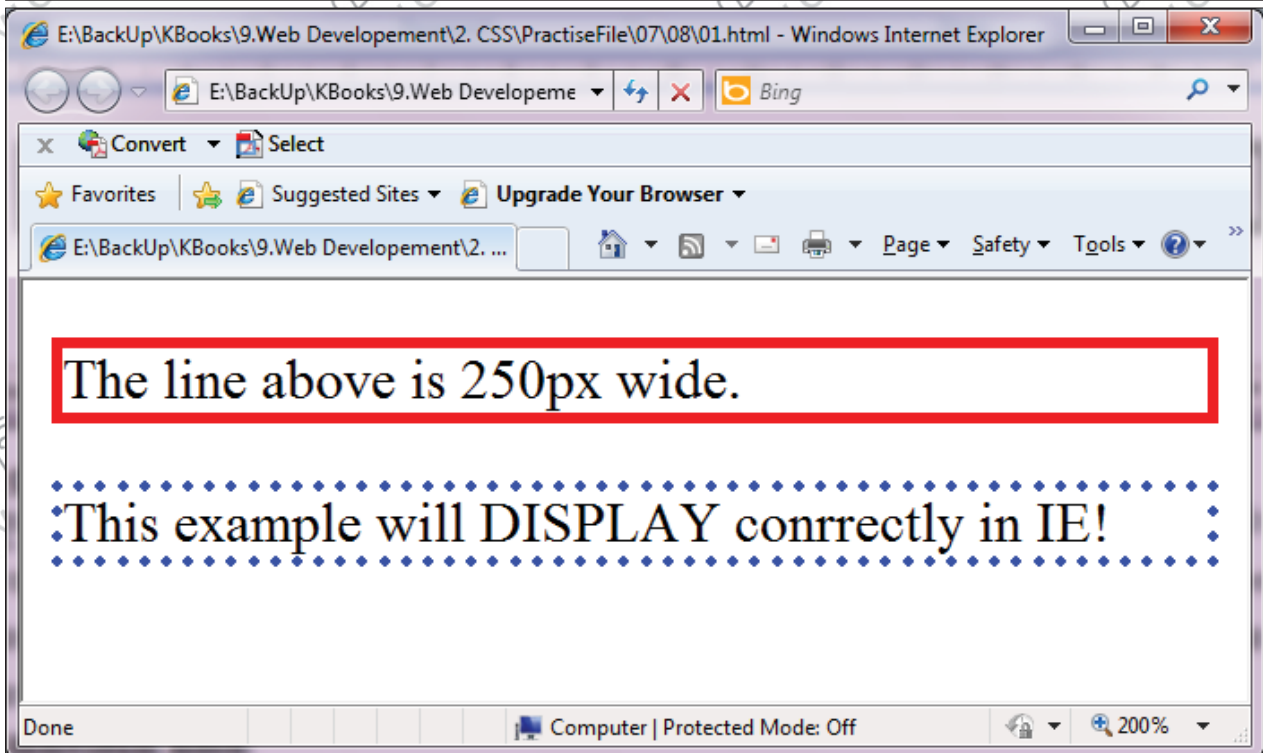 E:\BackUp\KBooks\9.Web Developement\2. CSS\PractiseFile\07\08\01.html - Windows Internet Explorer
E:\BackUp\KBooks\9.Web Developeme Bing
x Convert Select
Favorites Suggested Sites Upgrade Your Browser
E:\BackUp\KBooks\9.Web Developement\2. ... Page Safety Tools »
The line above is 250px wide.
This example will DISPLAY conrrectly in IE!
Done Computer | Protected Mode: Off 200%